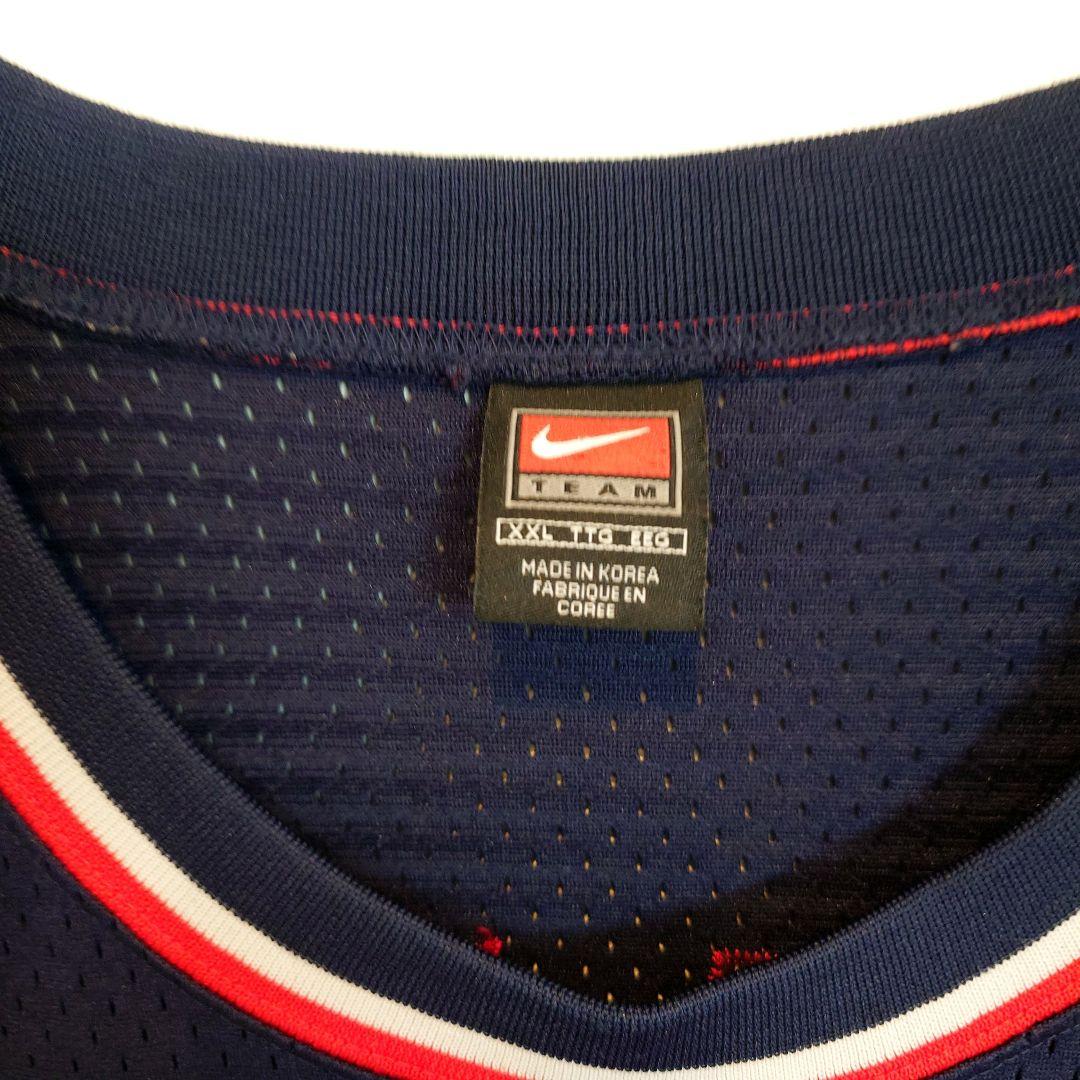 TEAM
XXL TTG EEG
MADE IN KOREA
FABRIQUE EN
COREE